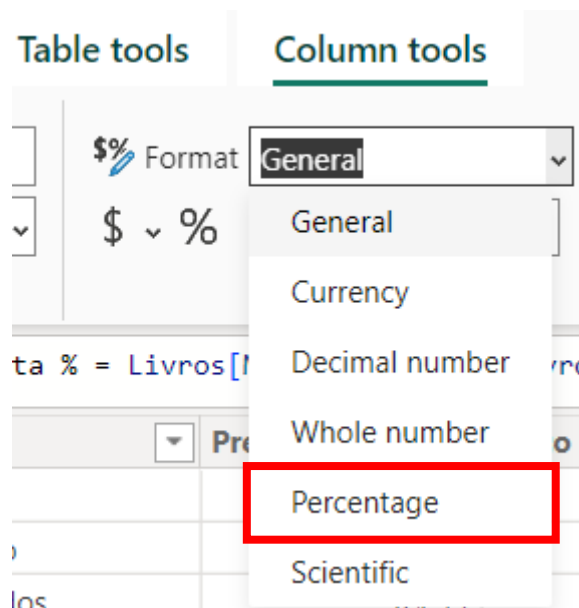 Table tools Column tools
Format General
$ %
General
Currency
ta % = Livros[
Decimal number
Whole number
Pre
o
Percentage
Scientific